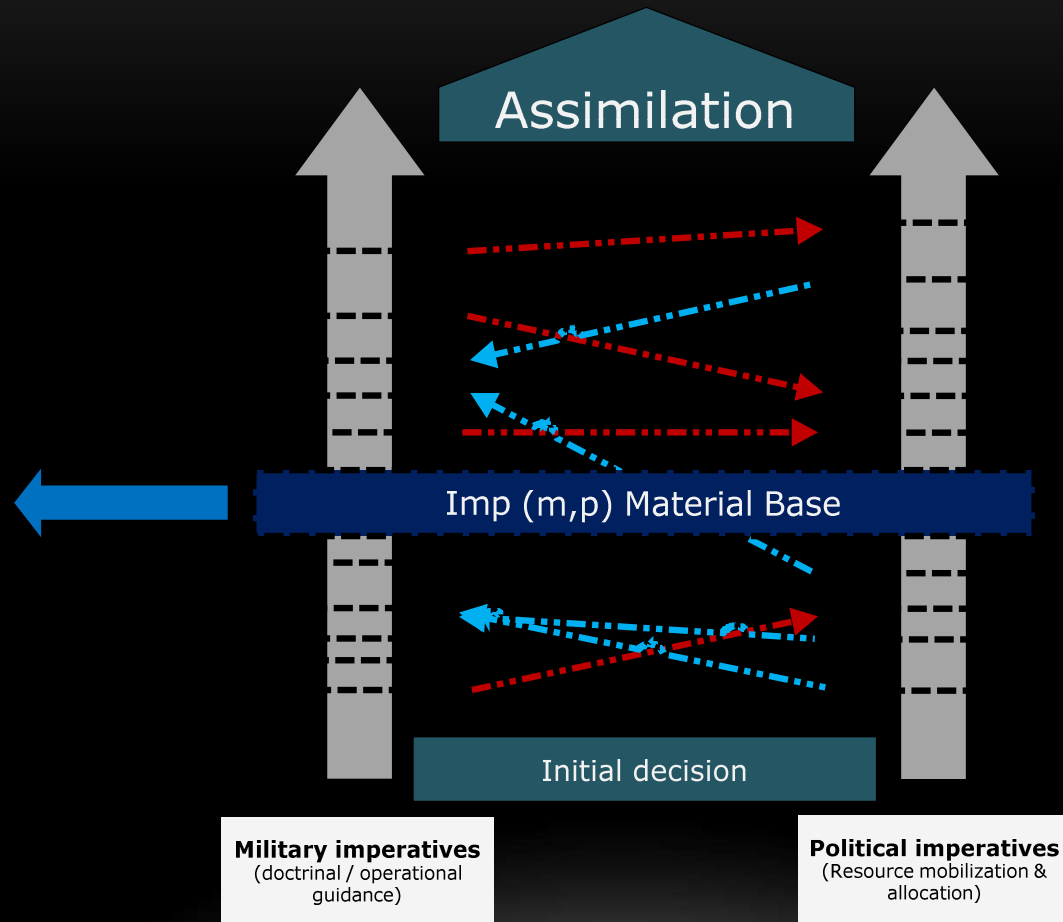 Assimilation
Imp (m,p) Material Base
Initial decision
Military imperatives
(doctrinal / operational
guidance)
Political imperatives
(Resource mobilization &
allocation)